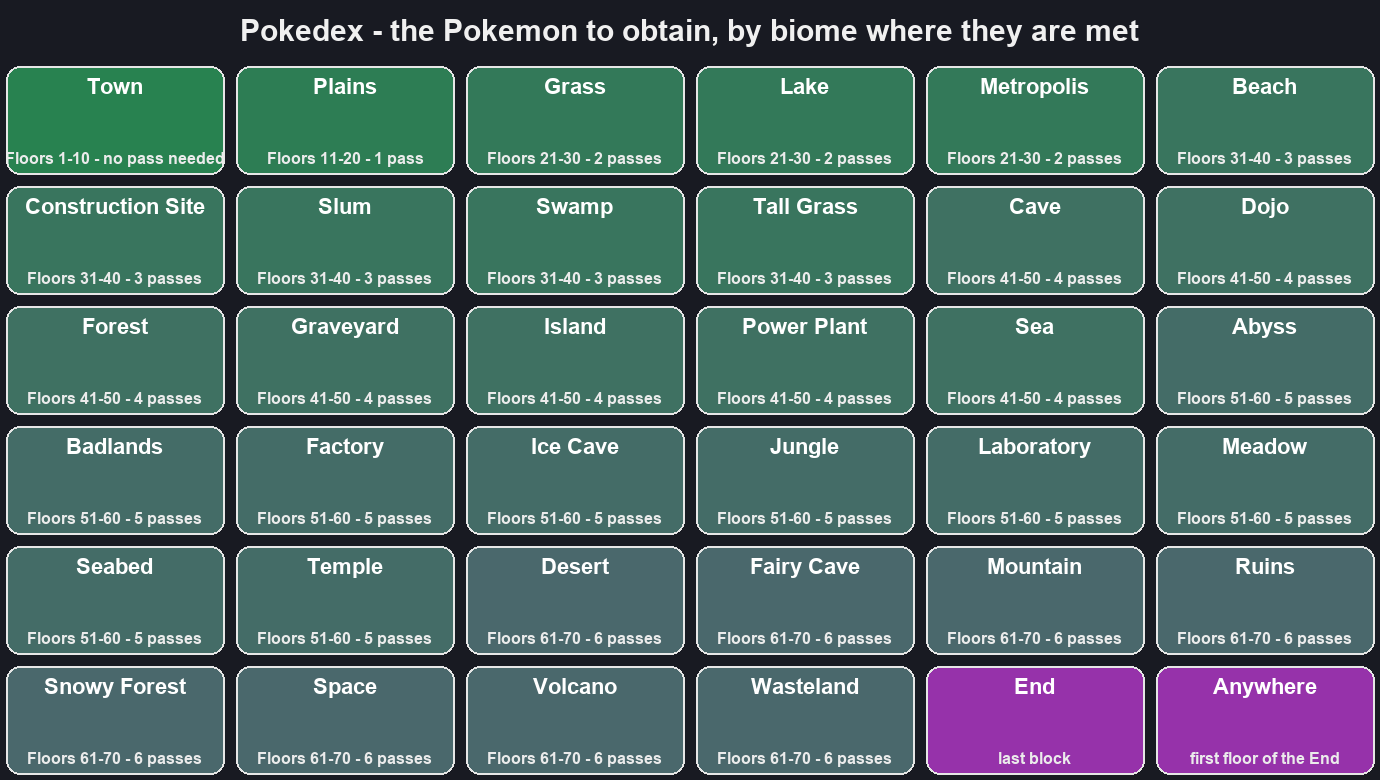 Pokedex - the Pokemon to obtain, by biome where they are met
Town
Floors 1-10 - no pass needed
Plains
Floors 11-20 - 1 pass
Grass
Floors 21-30 - 2 passes
Lake
Floors 21-30 - 2 passes
Metropolis
Floors 21-30 - 2 passes
Beach
Floors 31-40 - 3 passes
Construction Site
Floors 31-40 - 3 passes
Slum
Floors 31-40 - 3 passes
Swamp
Floors 31-40 - 3 passes
Tall Grass
Floors 31-40 - 3 passes
Cave
Floors 41-50 - 4 passes
Dojo
Floors 41-50 - 4 passes
Forest
Floors 41-50 - 4 passes
Graveyard
Floors 41-50 - 4 passes
Island
Floors 41-50 - 4 passes
Power Plant
Floors 41-50 - 4 passes
Sea
Floors 41-50 - 4 passes
Abyss
Floors 51-60 - 5 passes
Badlands
Floors 51-60 - 5 passes
Factory
Floors 51-60 - 5 passes
Ice Cave
Floors 51-60 - 5 passes
Jungle
Floors 51-60 - 5 passes
Laboratory
Floors 51-60 - 5 passes
Meadow
Floors 51-60 - 5 passes
Seabed
Floors 51-60 - 5 passes
Temple
Floors 51-60 - 5 passes
Desert
Floors 61-70 - 6 passes
Fairy Cave
Floors 61-70 - 6 passes
Mountain
Floors 61-70 - 6 passes
Ruins
Floors 61-70 - 6 passes
Snowy Forest
Floors 61-70 - 6 passes
Space
Floors 61-70 - 6 passes
Volcano
Floors 61-70 - 6 passes
Wasteland
Floors 61-70 - 6 passes
End
last block
Anywhere
first floor of the End